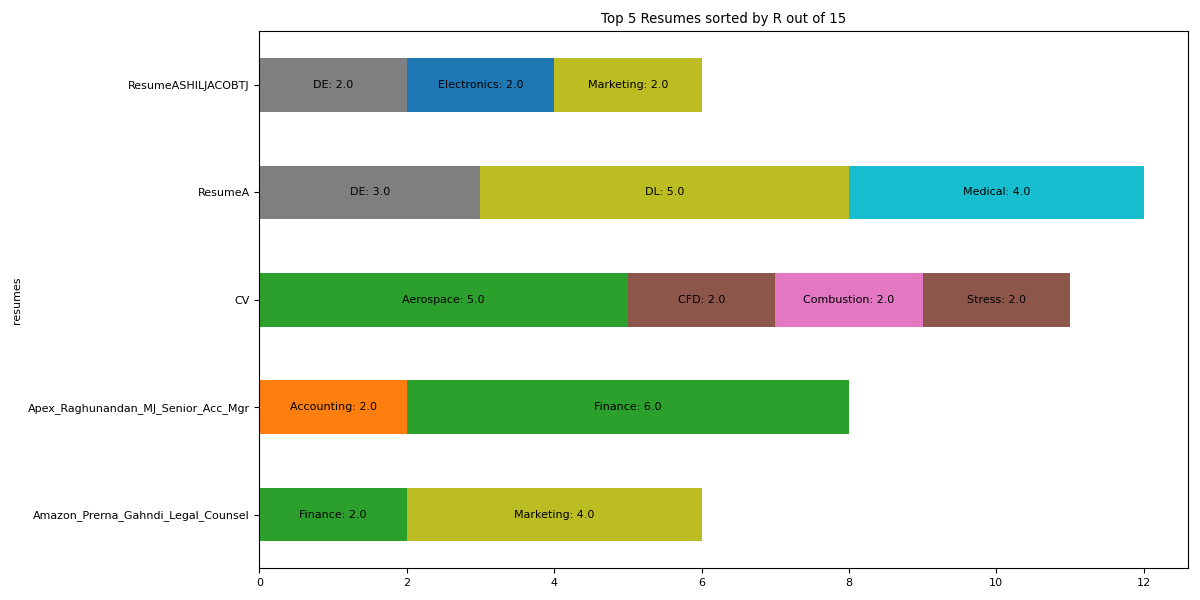 Top 5 Resumes sorted by R out of 15
ResumeASHILJACOBTJ
DE: 2.0
Electronics: 2.0
Marketing: 2.0
ResumeA
DE: 3.0
DL: 5.0
Medical: 4.0
resumes
CV
Aerospace: 5.0
CFD: 2.0
Combustion: 2.0
Stress: 2.0
Apex_Raghunandan_MJ_Senior_Acc_Mgr
Accounting: 2.0
Finance: 6.0
Amazon_Prerna_Gahndi_Legal_Counsel
Finance: 2.0
Marketing: 4.0
0
2
4
6
8
10
12